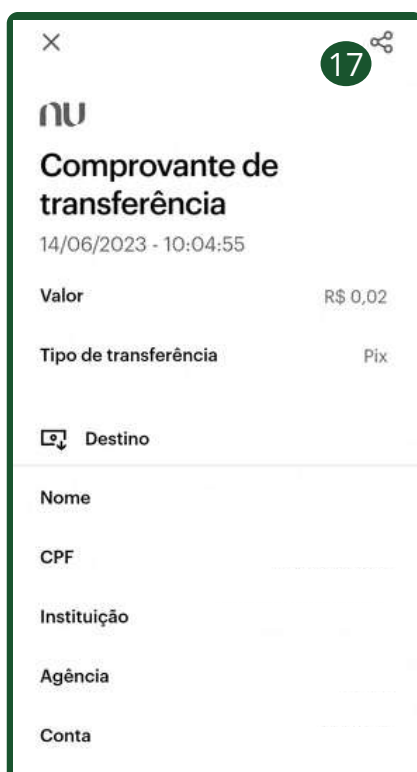 17
nu
Comprovante de
transferência
14/06/2023 - 10:04:55
Valor R$ 0,02
Tipo de transferência Pix
Destino
Nome
CPF
Instituição
Agência
Conta